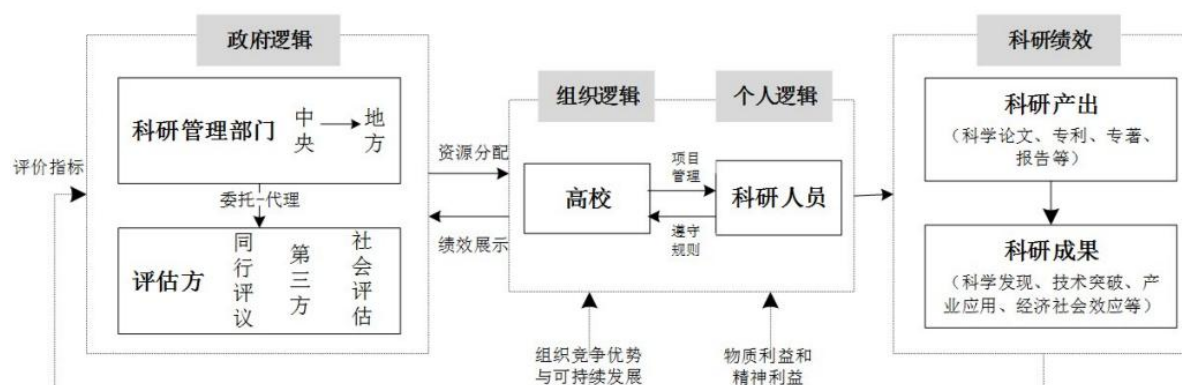 政府逻辑
科研管理部门
中央
地方
委托-代理
评估方
同行评议
第三方
社会评估
评价指标
资源分配
绩效展示
组织逻辑
个人逻辑
高校
项目
管理
遵守
规则
科研人员
组织竞争优势
与可持续发展
物质利益和
精神利益
科研绩效
科研产出
（科学论文、专利、专著、
报告等）
科研成果
（科学发现、技术突破、产
业应用、经济社会效应等）